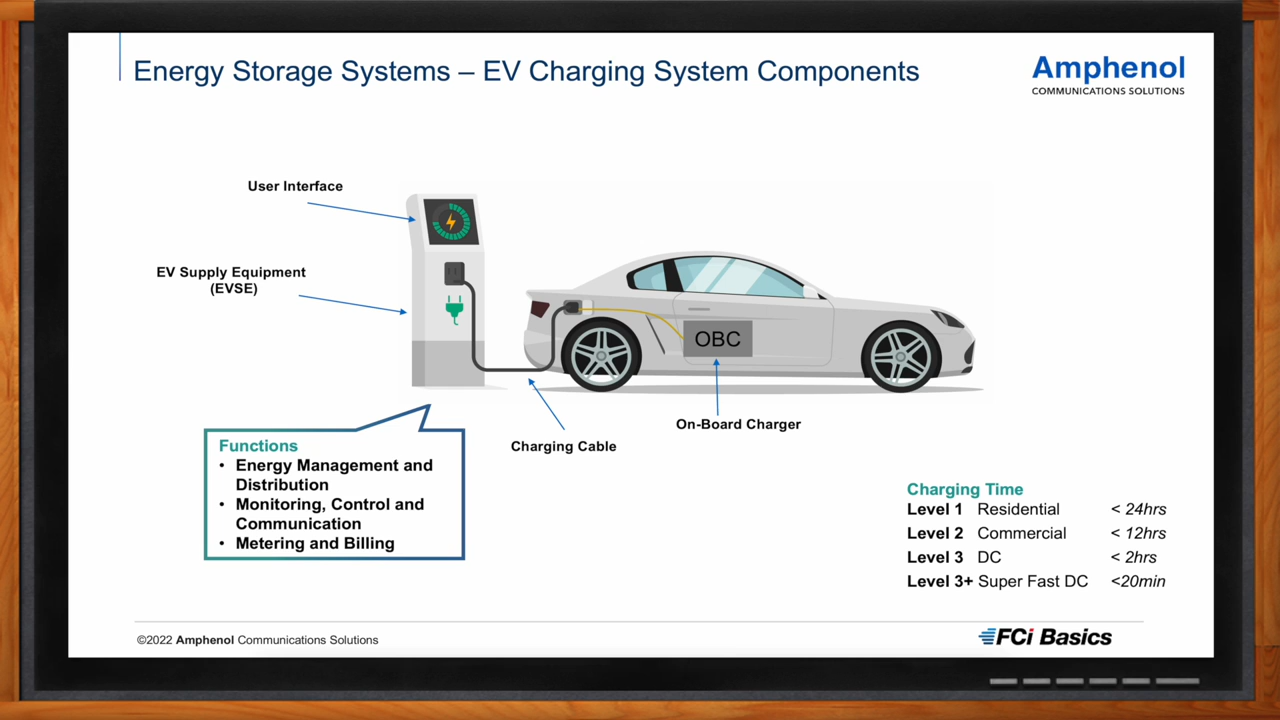 Energy Storage Systems – EV Charging System Components
Amphenol
COMMUNICATIONS SOLUTIONS
User Interface
EV Supply Equipment
(EVSE)
OBC
On-Board Charger
Charging Cable
Functions
• Energy Management and
Distribution
• Monitoring, Control and
Communication
• Metering and Billing
Charging Time
Level 1 Residential < 24hrs
Level 2 Commercial < 12hrs
Level 3 DC < 2hrs
Level 3+ Super Fast DC <20min
©2022 Amphenol Communications Solutions
FCi Basics